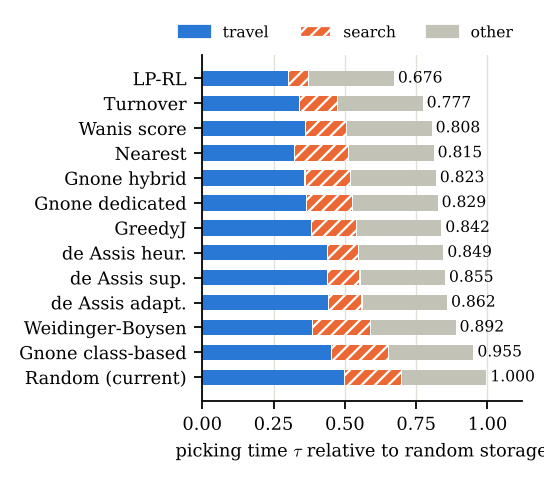 travel search other
LP-RL 0.676
Turnover 0.777
Wanis score 0.808
Nearest 0.815
Gnone hybrid 0.823
Gnone dedicated 0.829
GreedyJ 0.842
de Assis heur. 0.849
de Assis sup. 0.855
de Assis adapt. 0.862
Weidinger-Boysen 0.892
Gnone class-based 0.955
Random (current) 1.000
0.00 0.25 0.50 0.75 1.00
picking time τ relative to random storage